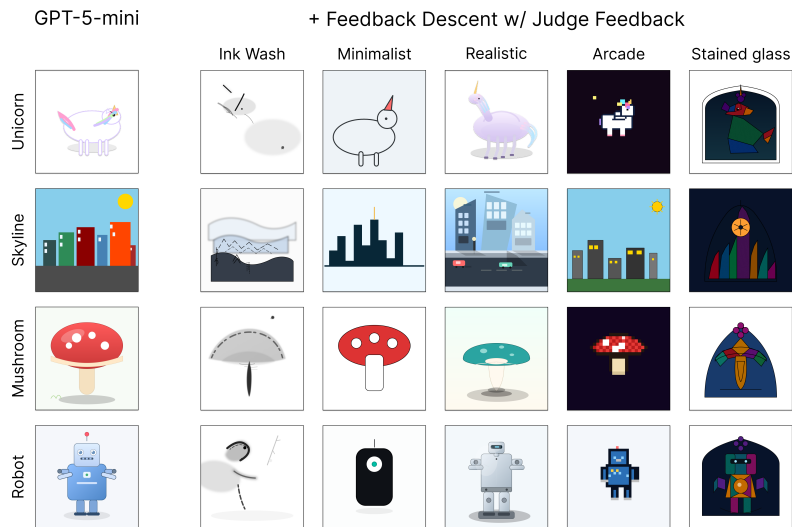 GPT-5-mini
+ Feedback Descent w/ Judge Feedback
Ink Wash
Minimalist
Realistic
Arcade
Stained glass
Unicorn
Skyline
Mushroom
Robot